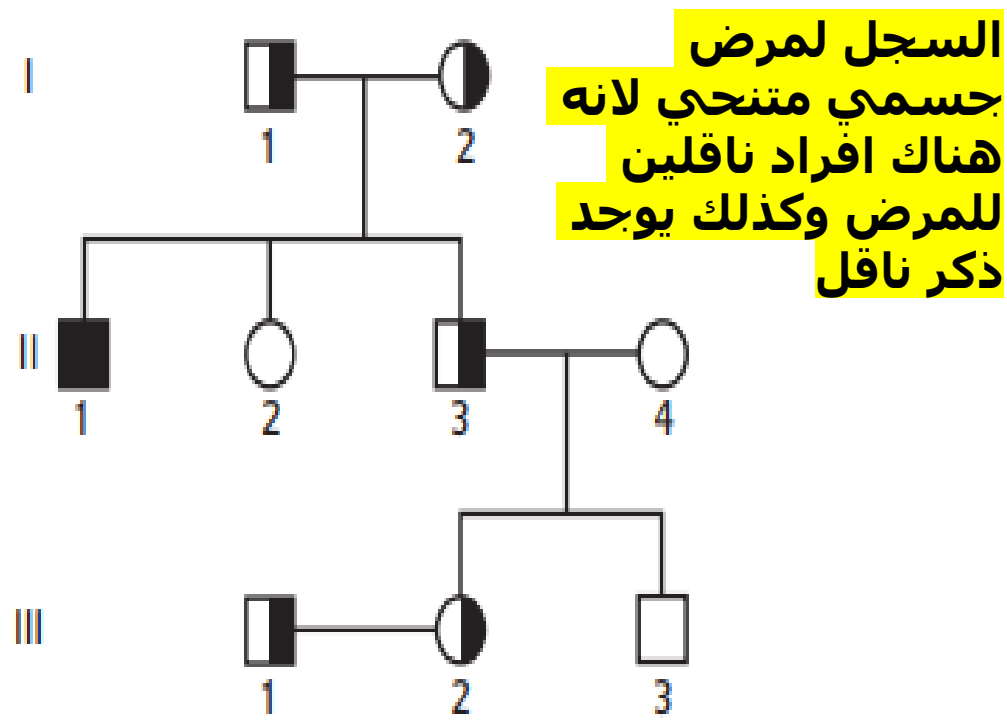 السجل لمرض
جسمي متنحي لانه
هناك افراد ناقلين
للمرض وكذلك يوجد
ذكر ناقل
I
1 2
II
1 2 3 4
III
1 2 3